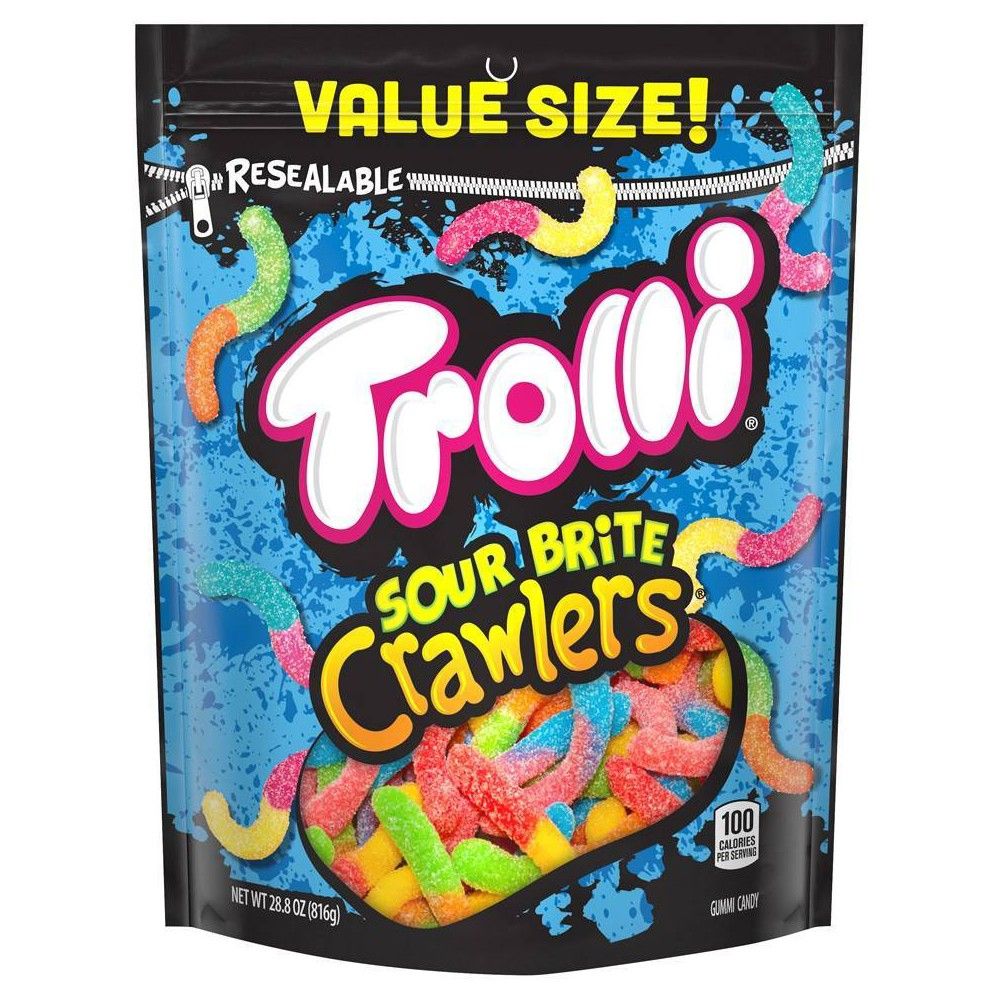 VALUE SIZE!
RESEALABLE
Trolli®
SOUR BRiTE
Crawlers®
100
CALORIES
PER SERVING
NET WT 28.8 OZ (816g)
GUMMI CANDY